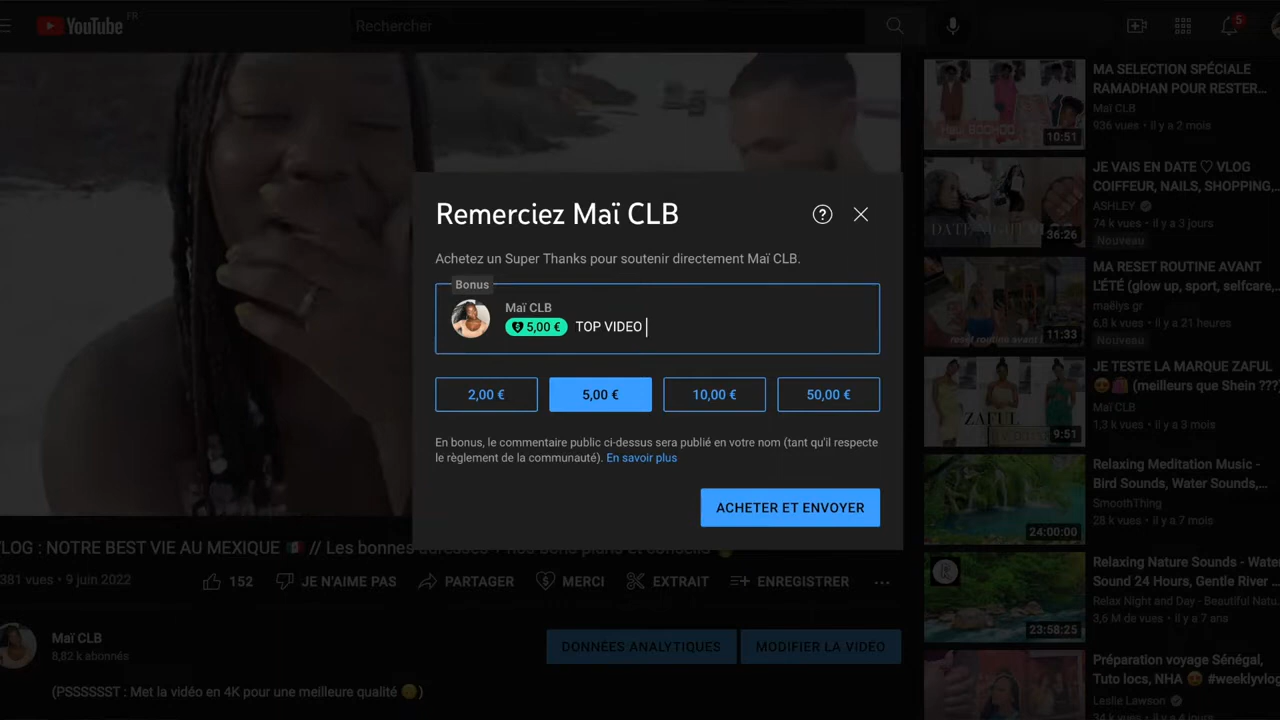 YouTube FR
Rechercher
5
Remerciez Maï CLB
Achetez un Super Thanks pour soutenir directement Maï CLB.
Bonus
Maï CLB
5,00 € TOP VIDEO
2,00 € 5,00 € 10,00 € 50,00 €
En bonus, le commentaire public ci-dessus sera publié en votre nom (tant qu'il respecte
le règlement de la communauté). En savoir plus
ACHETER ET ENVOYER
VLOG : NOTRE BEST VIE AU MEXIQUE 🇲🇽 // Les bonnes
381 vues • 9 juin 2022
152 JE N'AIME PAS PARTAGER MERCI EXTRAIT ENREGISTRER ...
Maï CLB
8,82 k abonnés
DONNÉES ANALYTIQUES MODIFIER LA VIDÉO
(PSSSSSST : Met la vidéo en 4K pour une meilleure qualité )
10:51
MA SELECTION SPÉCIALE
RAMADHAN POUR RESTER...
Maï CLB
936 vues • il y a 2 mois
DATE NIGHT
36:26
JE VAIS EN DATE ♡ VLOG
COIFFEUR, NAILS, SHOPPING,
ASHLEY
74 k vues • il y a 3 jours
Nouveau
reset routine avant
11:33
MA RESET ROUTINE AVANT
L'ÉTÉ (glow up, sport, selfcare,
maëlys gr
6,8 k vues • il y a 21 heures
Nouveau
ZAFUL
9:51
JE TESTE LA MARQUE ZAFUL
😍🛍️ (meilleurs que Shein ???
Maï CLB
1,3 k vues • il y a 3 mois
24:00:00
Relaxing Meditation Music -
Bird Sounds, Water Sounds,...
SmoothThing
28 k vues • il y a 7 mois
R
23:58:25
Relaxing Nature Sounds - Wate
Sound 24 Hours, Gentle River
Relax Night and Day - Beautiful Natu
3,6 M de vues • il y a 7 ans
Préparation voyage Sénégal,
Tuto locs, NHA 😍 #weeklyvlog
Leslie Lawson